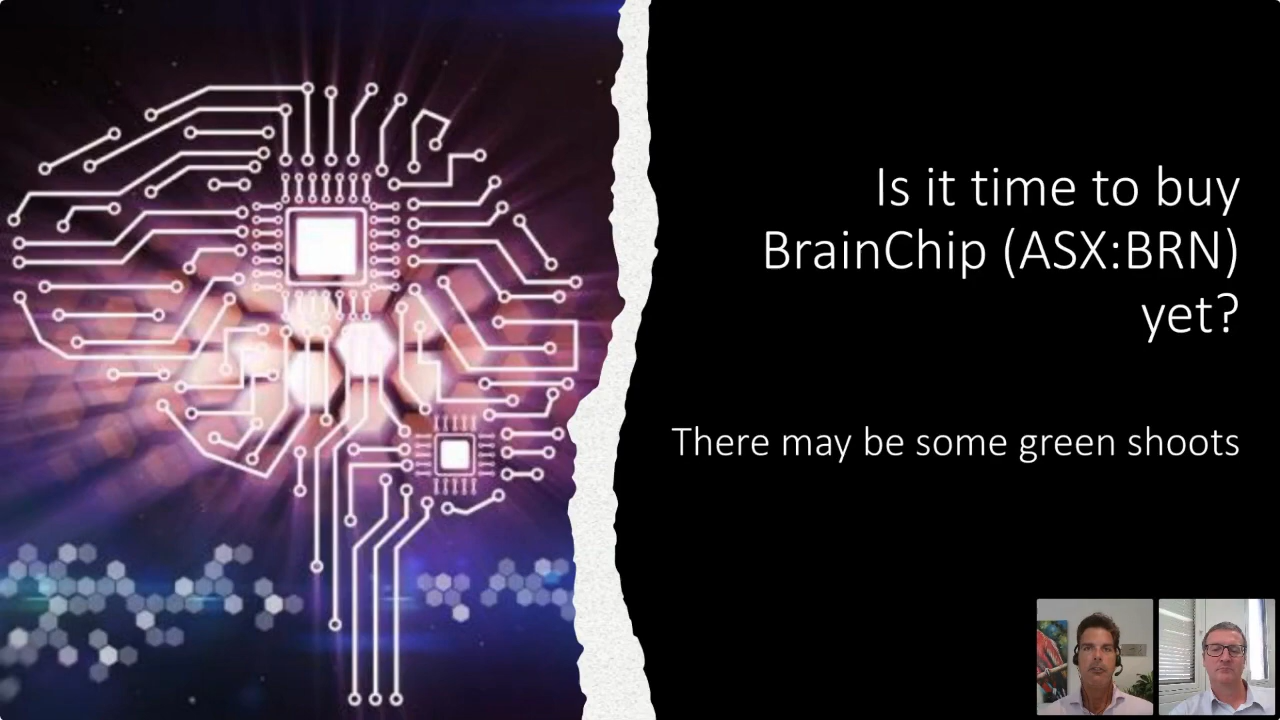 Is it time to buy
BrainChip (ASX:BRN)
yet?
There may be some green shoots